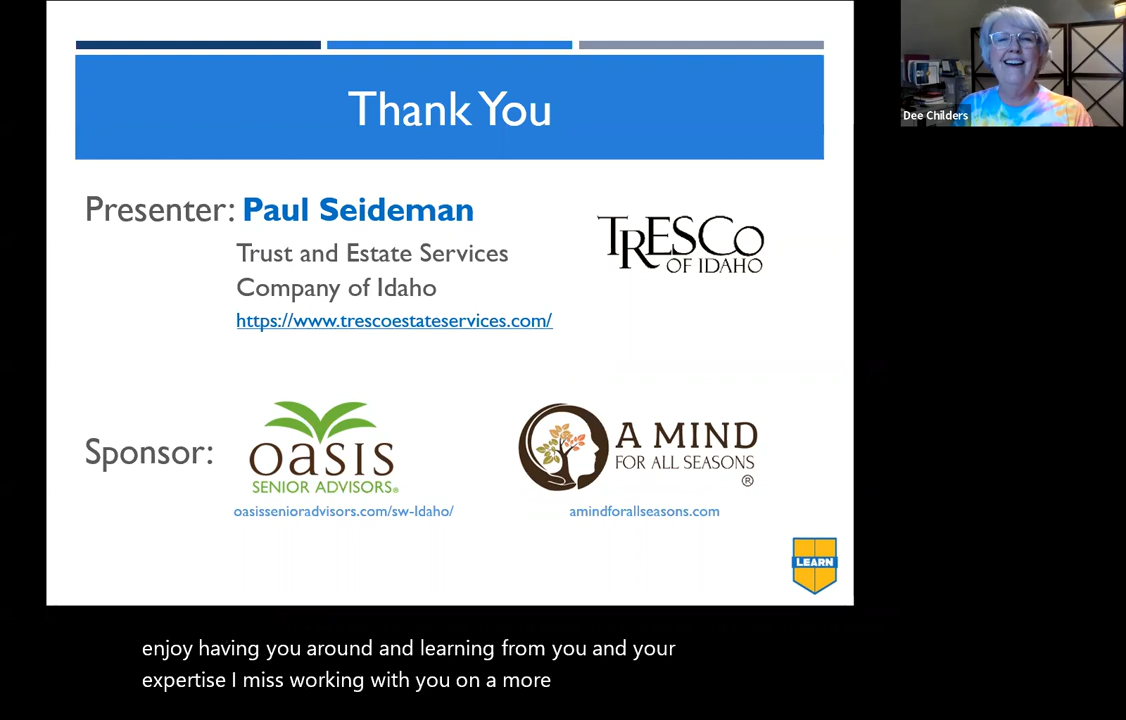 Thank You
Dee Childers
Presenter: Paul Seideman
Trust and Estate Services
Company of Idaho
https://www.trescoestateservices.com/
TRESCO
OF IDAHO
Sponsor:
oasis
SENIOR ADVISORS®
oasissenioradvisors.com/sw-Idaho/
A MIND
FOR ALL SEASONS
®
amindforallseasons.com
LEARN
enjoy having you around and learning from you and your
expertise I miss working with you on a more